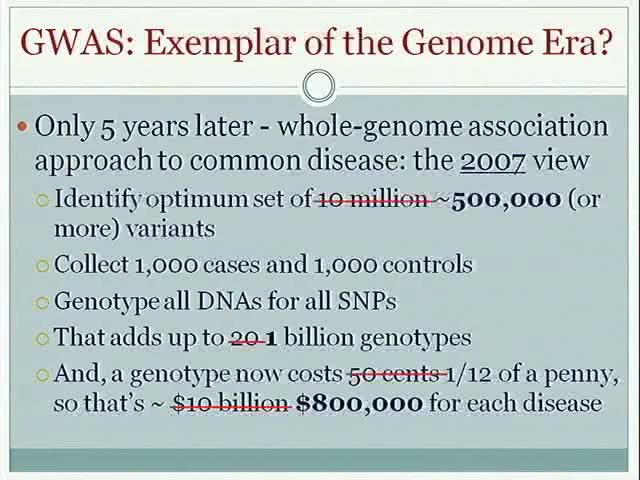 GWAS: Exemplar of the Genome Era?
Only 5 years later - whole-genome association
approach to common disease: the 2007 view
Identify optimum set of 10 million ~500,000 (or
more) variants
Collect 1,000 cases and 1,000 controls
Genotype all DNAs for all SNPs
That adds up to 20 1 billion genotypes
And, a genotype now costs 50 cents 1/12 of a penny,
so that's ~ $10 billion $800,000 for each disease